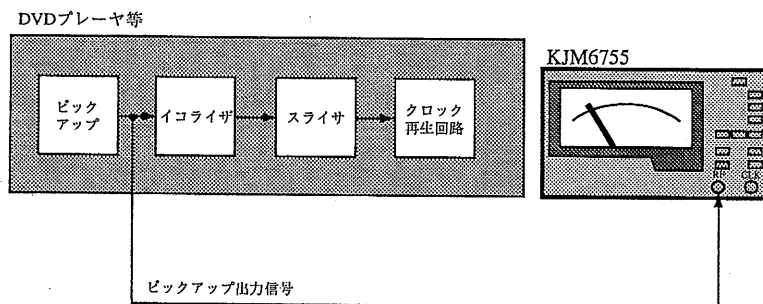 DVDプレーヤ等
KJM6755
ピック
アップ
イコライザ
スライサ
クロック
再生回路
RF
CLK
ピックアップ出力信号